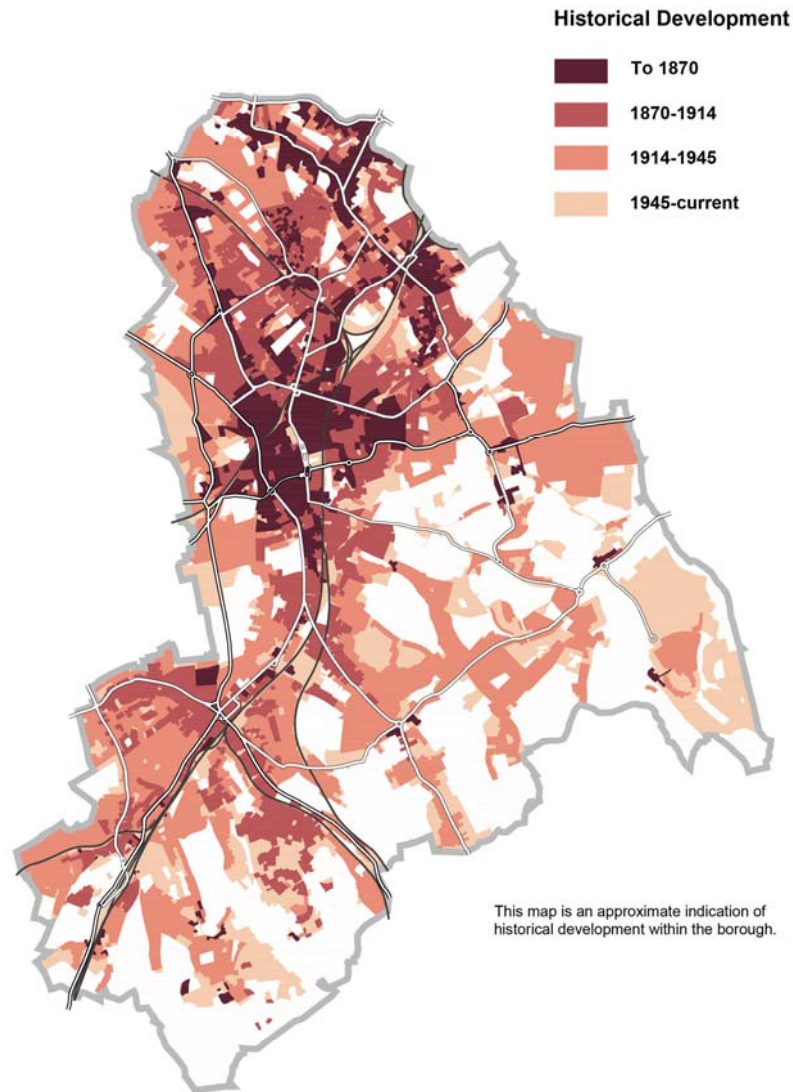 Historical Development
To 1870
1870-1914
1914-1945
1945-current
This map is an approximate indication of
historical development within the borough.